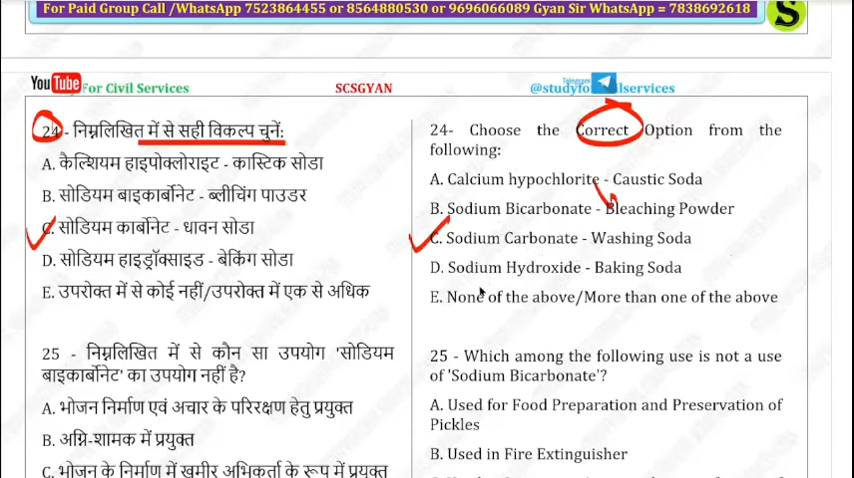 For Paid Group Call /WhatsApp 7523864455 or 8564880530 or 9696066089 Gyan Sir WhatsApp = 7838692618
S
YouTube For Civil Services
SCSGYAN
Telegram
@studyfo lservices
24 - निम्नलिखित में से सही विकल्प चुनें:
A. कैल्शियम हाइपोक्लोराइट - कास्टिक सोडा
B. सोडियम बाइकार्बोनेट - ब्लीचिंग पाउडर
C. सोडियम कार्बोनेट - धावन सोडा
D. सोडियम हाइड्रॉक्साइड - बेकिंग सोडा
E. उपरोक्त में से कोई नहीं/उपरोक्त में एक से अधिक
25 - निम्नलिखित में से कौन सा उपयोग 'सोडियम
बाइकार्बोनेट' का उपयोग नहीं है?
A. भोजन निर्माण एवं अचार के परिरक्षण हेतु प्रयुक्त
B. अग्नि-शामक में प्रयुक्त
C. भोजन के निर्माण में खमीर अभिकर्ता के रूप में प्रयुक्त
24- Choose the Correct Option from the
following:
A. Calcium hypochlorite - Caustic Soda
B. Sodium Bicarbonate - Bleaching Powder
C. Sodium Carbonate - Washing Soda
D. Sodium Hydroxide - Baking Soda
E. None of the above/More than one of the above
25 - Which among the following use is not a use
of 'Sodium Bicarbonate'?
A. Used for Food Preparation and Preservation of
Pickles
B. Used in Fire Extinguisher